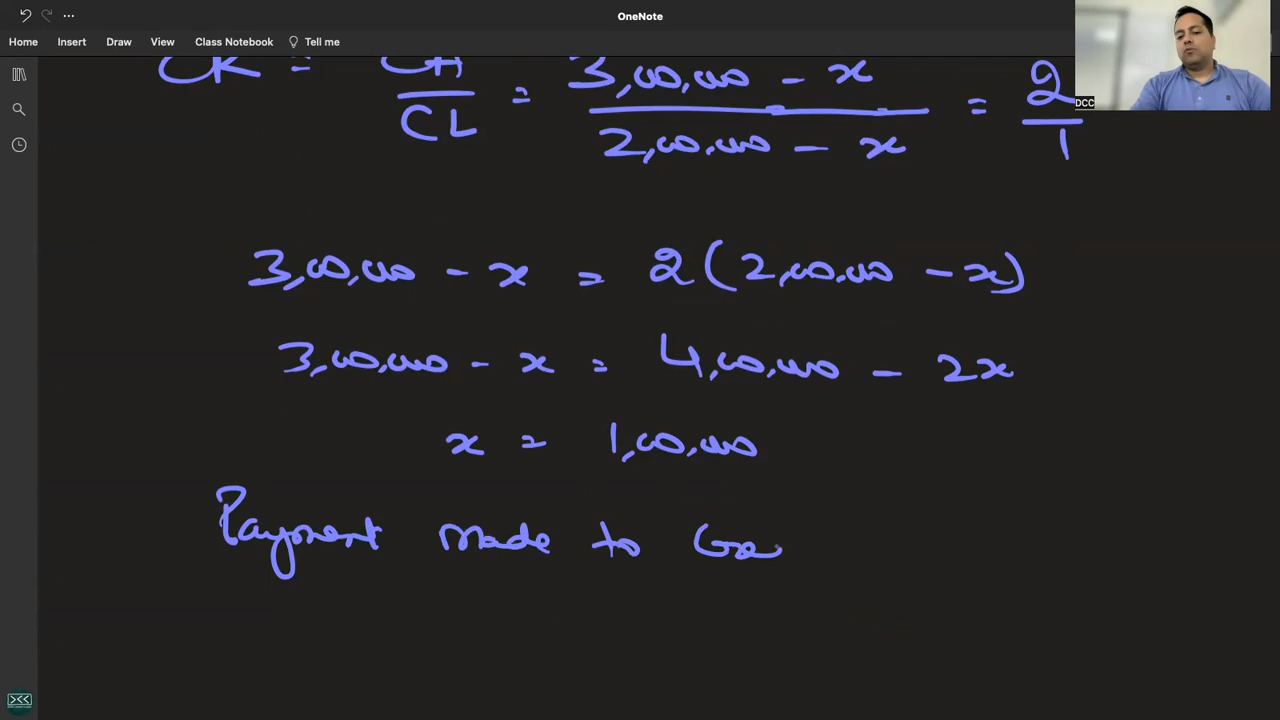 OneNote
Home Insert Draw View Class Notebook Tell me
DCC
CR = CA / CL = 3,00,000 - x / 2,00,000 - x = 2 / 1
3,00,000 - x = 2(2,00,000 - x)
3,00,000 - x = 4,00,000 - 2x
x = 1,00,000
Payment made to